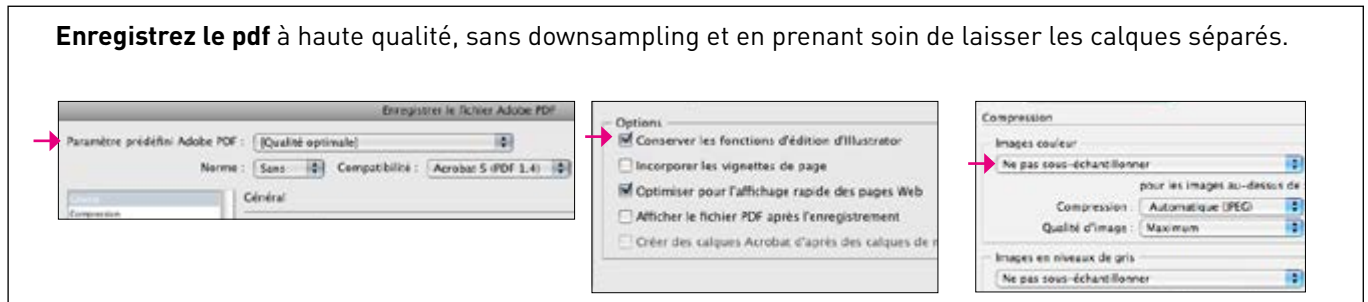 Enregistrez le pdf à haute qualité, sans downsampling et en prenant soin de laisser les calques séparés.
Enregistrer le fichier Adobe PDF
Paramètre prédéfini Adobe PDF : [Qualité optimale]
Norme : Sans Compatibilité : Acrobat 5 (PDF 1.4)
Général
Compression
Options
Conserver les fonctions d'édition d'Illustrator
Incorporer les vignettes de page
Optimiser pour l'affichage rapide des pages Web
Afficher le fichier PDF après l'enregistrement
Créer des calques Acrobat d'après des calques de
Compression
Images couleur
Ne pas sous-échantillonner
pour les images au-dessus de :
Compression : Automatique (JPEG)
Qualité d'image : Maximum
Images en niveaux de gris
Ne pas sous-échantillonner